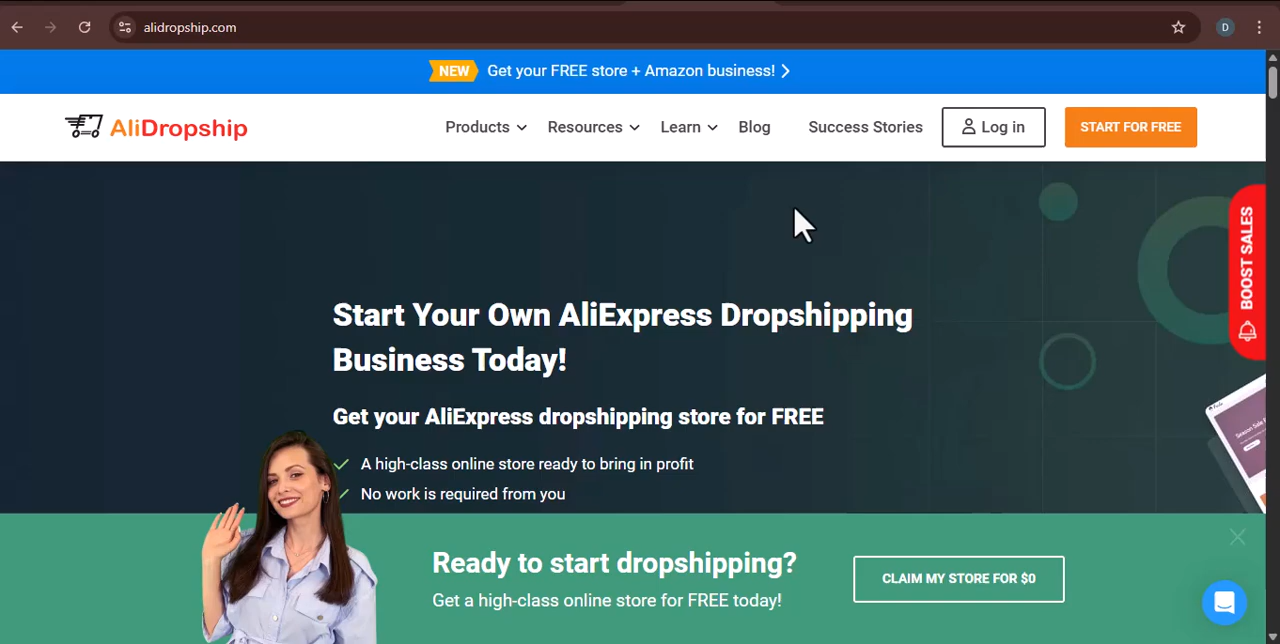 alidropship.com
D
NEW Get your FREE store + Amazon business!
AliDropship Products Resources Learn Blog Success Stories Log in START FOR FREE
BOOST SALES
Start Your Own AliExpress Dropshipping
Business Today!
Get your AliExpress dropshipping store for FREE
A high-class online store ready to bring in profit
No work is required from you
Ready to start dropshipping?
Get a high-class online store for FREE today!
CLAIM MY STORE FOR $0